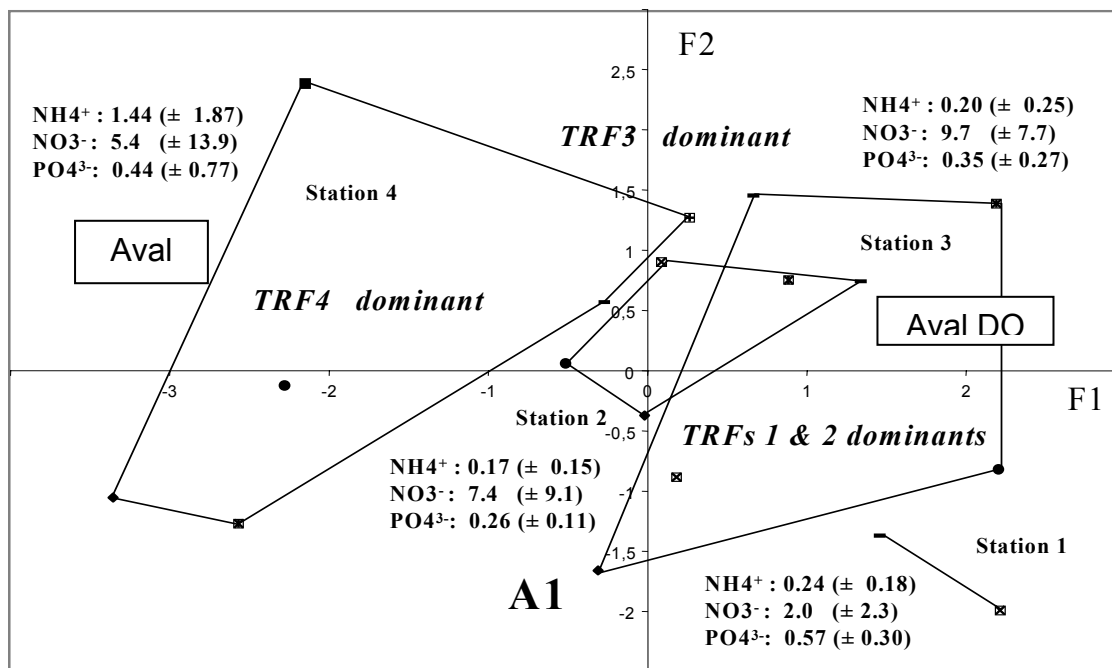 F2
2,5
2
1,5
1
0,5
0
-0,5
-1
-1,5
-2
-3
-2
-1
0
1
2
F1
NH4⁺ : 1.44 (± 1.87)
NO3⁻ : 5.4 (± 13.9)
PO4³⁻: 0.44 (± 0.77)
Station 4
Aval
TRF4 dominant
TRF3 dominant
NH4⁺ : 0.20 (± 0.25)
NO3⁻ : 9.7 (± 7.7)
PO4³⁻: 0.35 (± 0.27)
Station 3
Aval DO
Station 2
TRFs 1 & 2 dominants
NH4⁺ : 0.17 (± 0.15)
NO3⁻ : 7.4 (± 9.1)
PO4³⁻: 0.26 (± 0.11)
Station 1
A1
NH4⁺ : 0.24 (± 0.18)
NO3⁻ : 2.0 (± 2.3)
PO4³⁻: 0.57 (± 0.30)